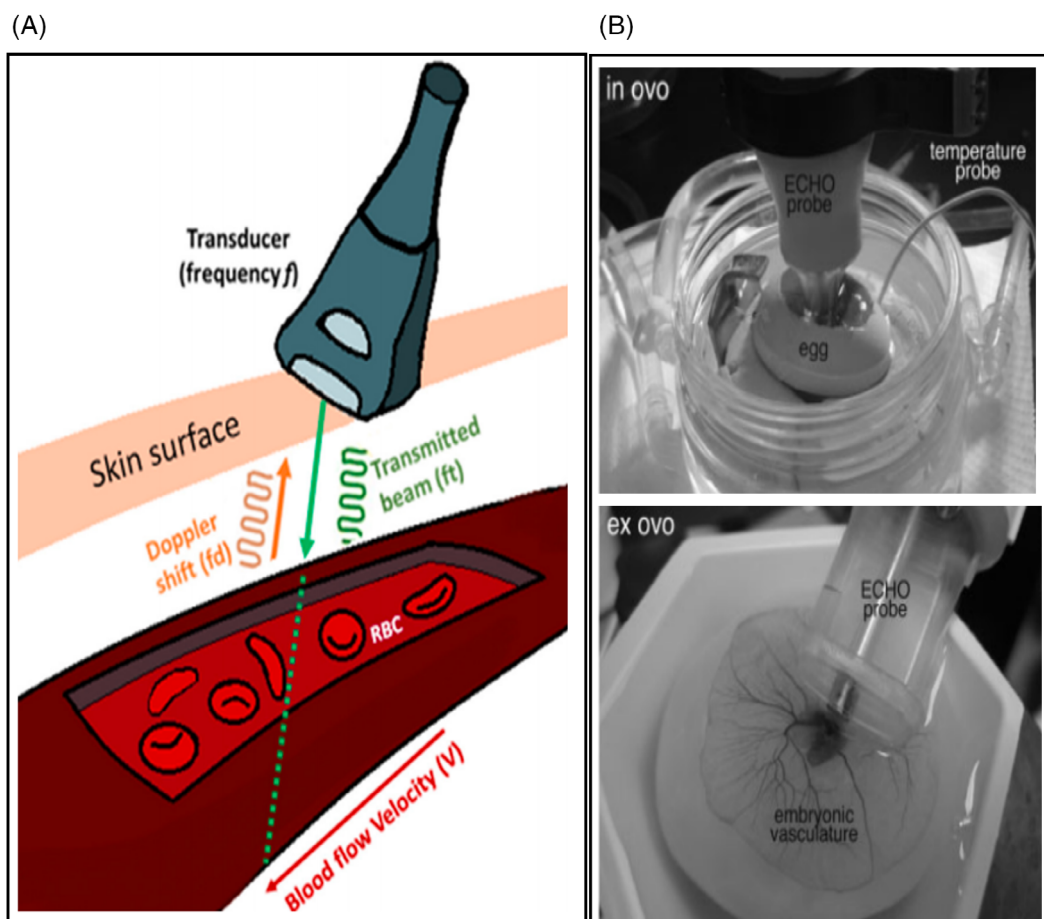 (A)
Transducer
(frequency f)
Skin surface
Doppler
shift (fd)
Transmitted
beam (ft)
RBC
Blood flow Velocity (V)
(B)
in ovo
ECHO
probe
temperature
probe
egg
ex ovo
ECHO
probe
embryonic
vasculature